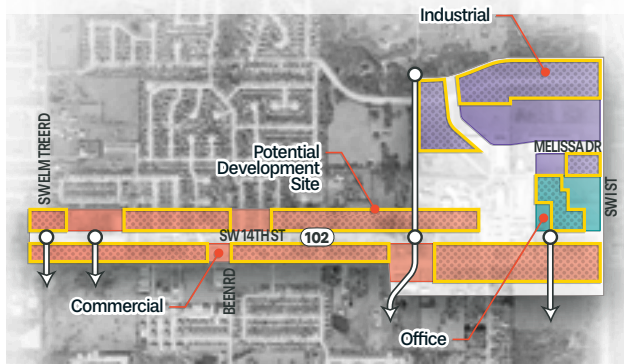 Industrial
SW ELM TREE RD
MELISSA DR
Potential
Development
Site
SW I ST
SW 14TH ST
102
BEEN RD
Commercial
Office